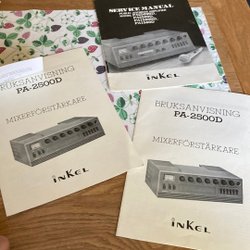 SERVICE MANUAL
inKEL
BRUKSANVISNING
PA-2500D
MIXERFÖRSTÄRKARE
inKEL
BRUKSANVISNING
PA-2500D
MIXERFÖRSTÄRKARE
inKEL